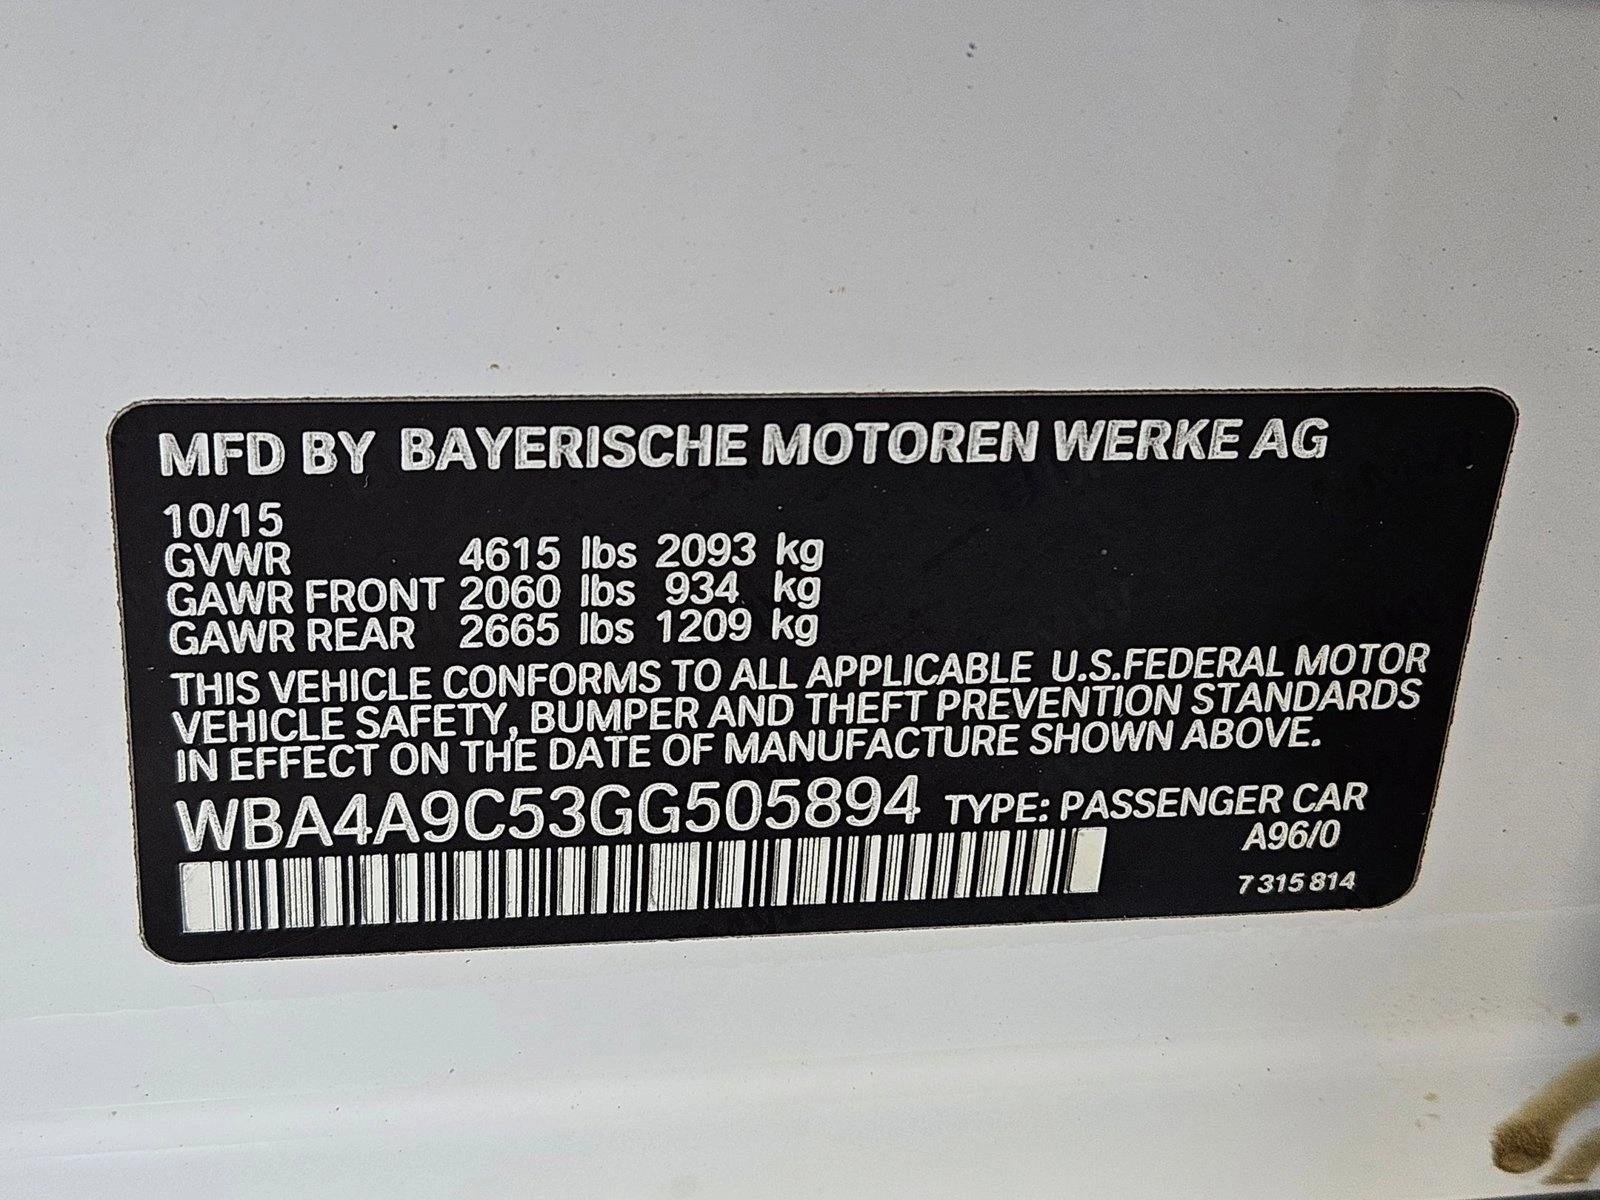 MFD BY BAYERISCHE MOTOREN WERKE AG
10/15
GVWR 4615 lbs 2093 kg
GAWR FRONT 2060 lbs 934 kg
GAWR REAR 2665 lbs 1209 kg
THIS VEHICLE CONFORMS TO ALL APPLICABLE U.S.FEDERAL MOTOR
VEHICLE SAFETY, BUMPER AND THEFT PREVENTION STANDARDS
IN EFFECT ON THE DATE OF MANUFACTURE SHOWN ABOVE.
WBA4A9C53GG505894 TYPE: PASSENGER CAR
A96/0
7 315 814